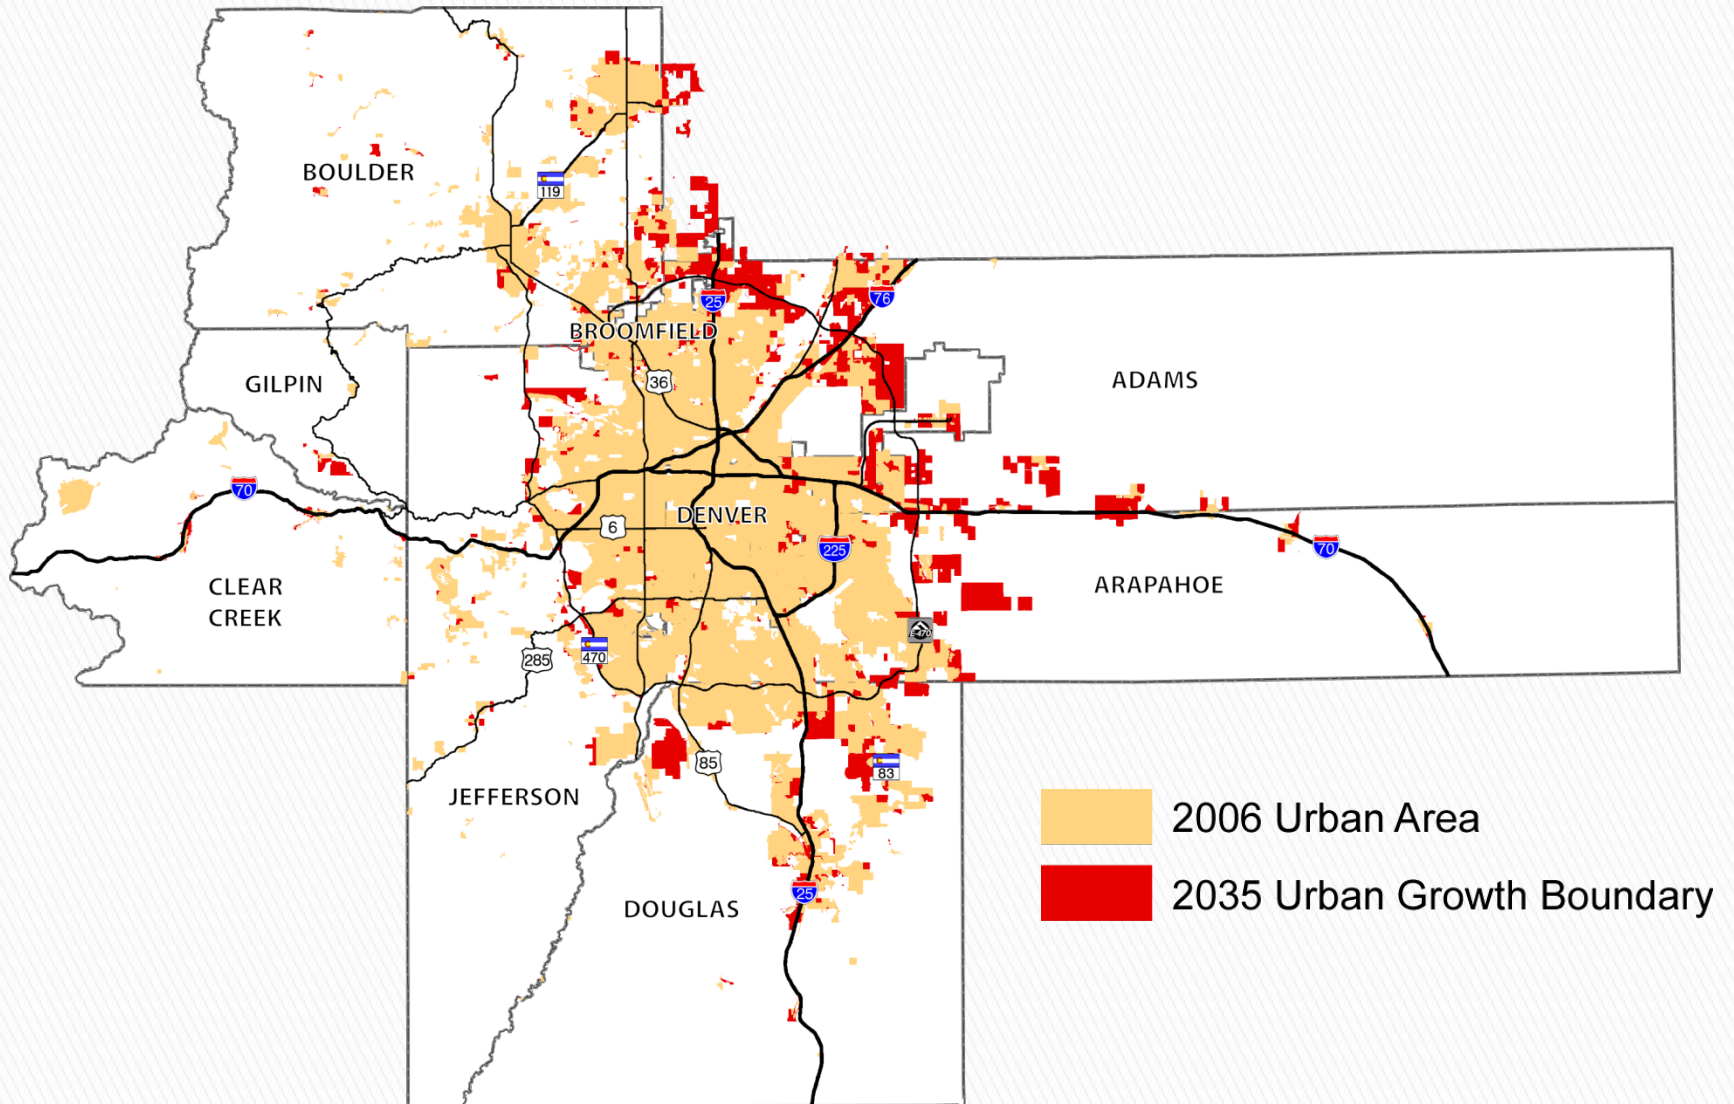 BOULDER
119
25
76
BROOMFIELD
36
GILPIN
ADAMS
70
DENVER
6
225
70
CLEAR
CREEK
ARAPAHOE
E-470
470
285
85
83
JEFFERSON
2006 Urban Area
2035 Urban Growth Boundary
25
DOUGLAS